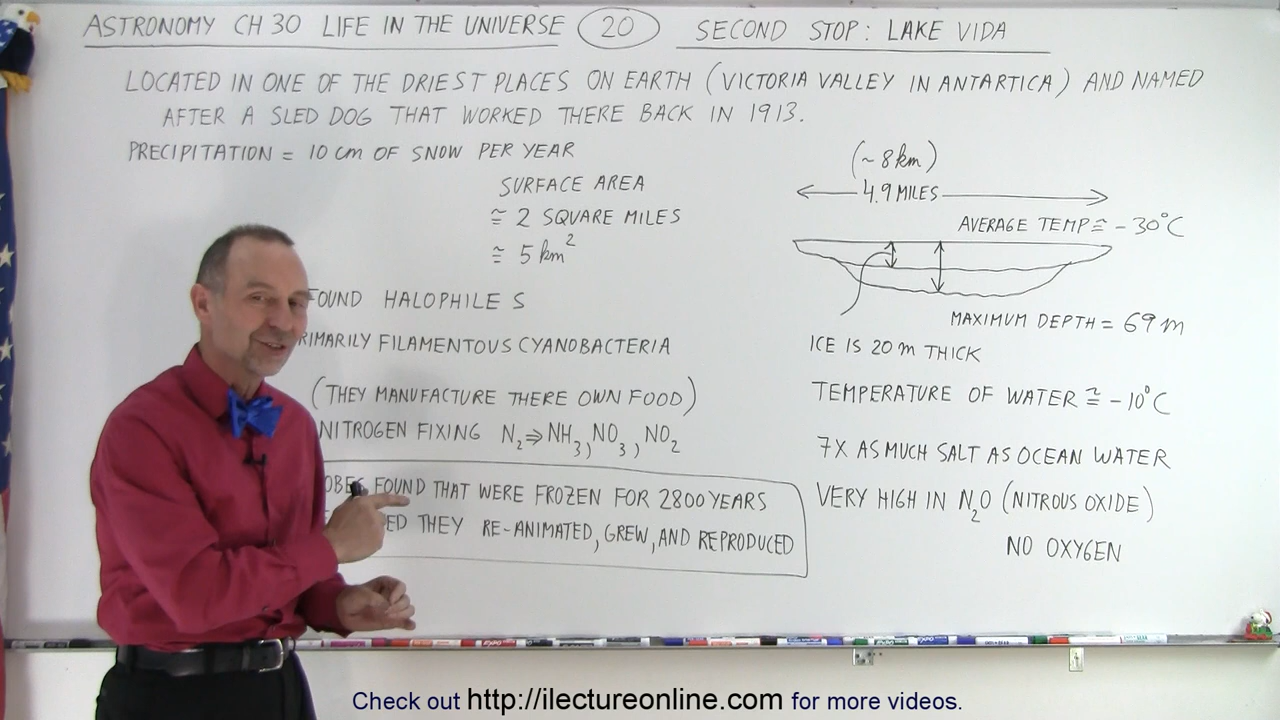 ASTRONOMY CH 30 LIFE IN THE UNIVERSE 20 SECOND STOP: LAKE VIDA
LOCATED IN ONE OF THE DRIEST PLACES ON EARTH (VICTORIA VALLEY IN ANTARTICA) AND NAMED
AFTER A SLED DOG THAT WORKED THERE BACK IN 1913.
PRECIPITATION = 10 cm OF SNOW PER YEAR
SURFACE AREA
≅ 2 SQUARE MILES
≅ 5 km²
FOUND HALOPHILES
RIMARILY FILAMENTOUS CYANOBACTERIA
(THEY MANUFACTURE THERE OWN FOOD)
NITROGEN FIXING N₂ ⇒ NH₃, NO₃, NO₂
OBES FOUND THAT WERE FROZEN FOR 2800 YEARS
ED THEY RE-ANIMATED, GREW, AND REPRODUCED
(~8km)
4.9 MILES
AVERAGE TEMP ≅ -30°C
MAXIMUM DEPTH = 69 m
ICE IS 20 m THICK
TEMPERATURE OF WATER ≅ -10°C
7X AS MUCH SALT AS OCEAN WATER
VERY HIGH IN N₂O (NITROUS OXIDE)
NO OXYGEN
Check out http://ilectureonline.com for more videos.